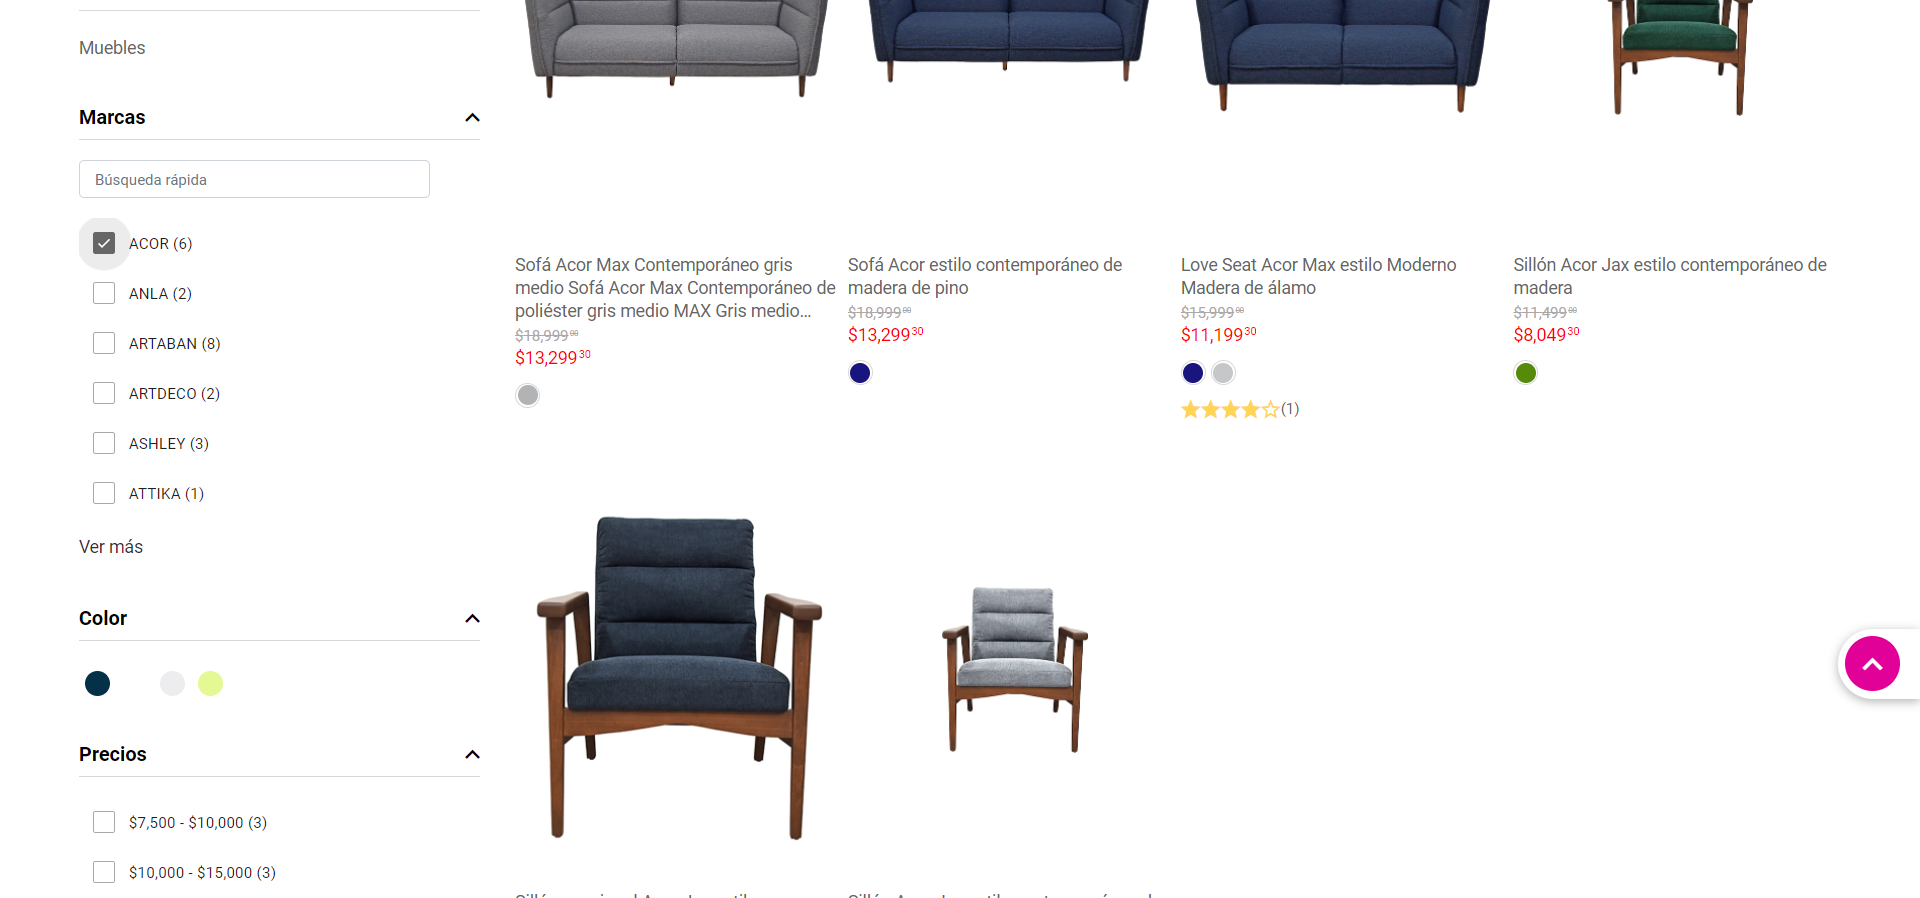 Muebles
Marcas
Búsqueda rápida
ACOR (6)
ANLA (2)
ARTABAN (8)
ARTDECO (2)
ASHLEY (3)
ATTIKA (1)
Ver más
Color
Precios
$7,500 - $10,000 (3)
$10,000 - $15,000 (3)
Sofá Acor Max Contemporáneo gris
medio Sofá Acor Max Contemporáneo de
poliéster gris medio MAX Gris medio...
$18,999.00
$13,299.30
Sofá Acor estilo contemporáneo de
madera de pino
$18,999.00
$13,299.30
Love Seat Acor Max estilo Moderno
Madera de álamo
$15,999.00
$11,199.30
(1)
Sillón Acor Jax estilo contemporáneo de
madera
$11,499.00
$8,049.30